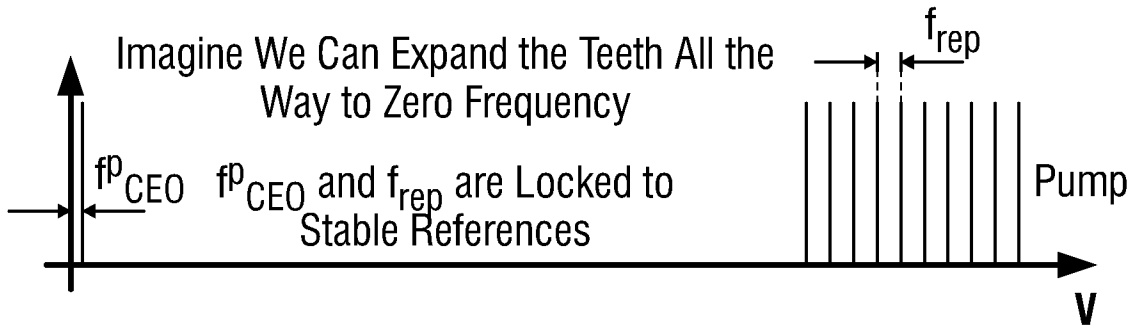 Imagine We Can Expand the Teeth All the
Way to Zero Frequency
f_rep
f^p_CEO
f^p_CEO and f_rep are Locked to
Stable References
Pump
ν